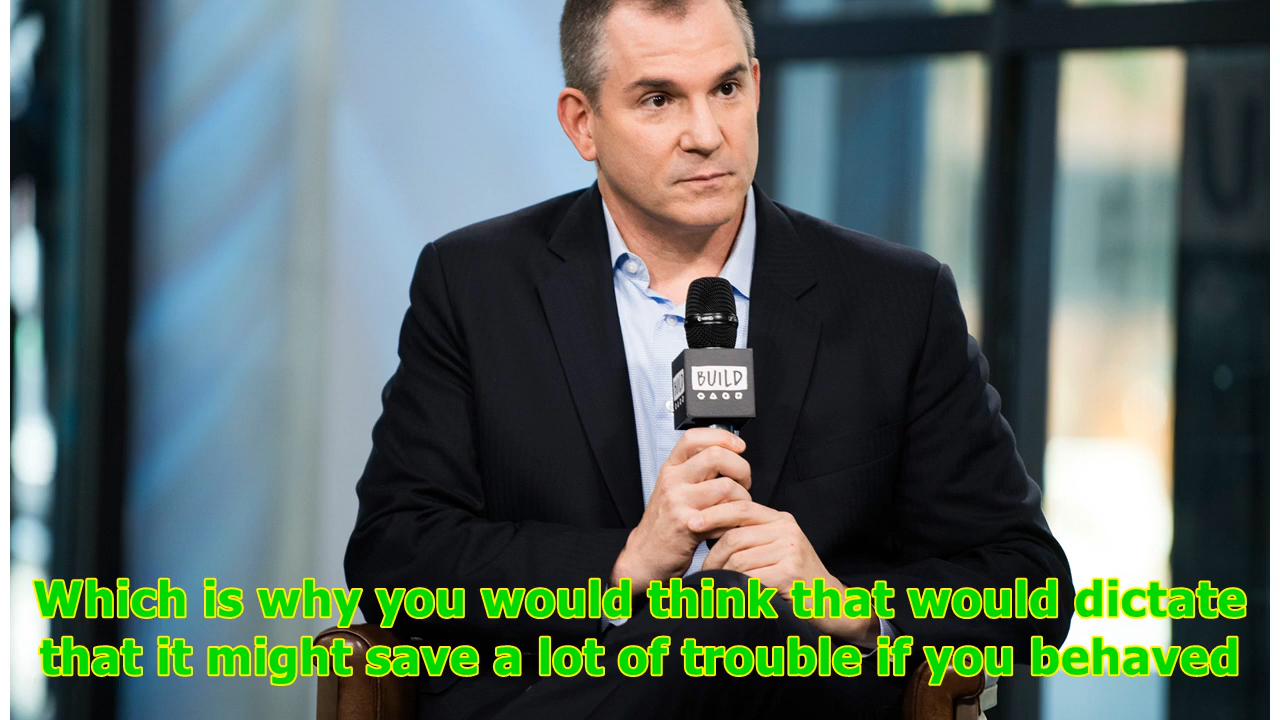 BUILD
Which is why you would think that would dictate
that it might save a lot of trouble if you behaved